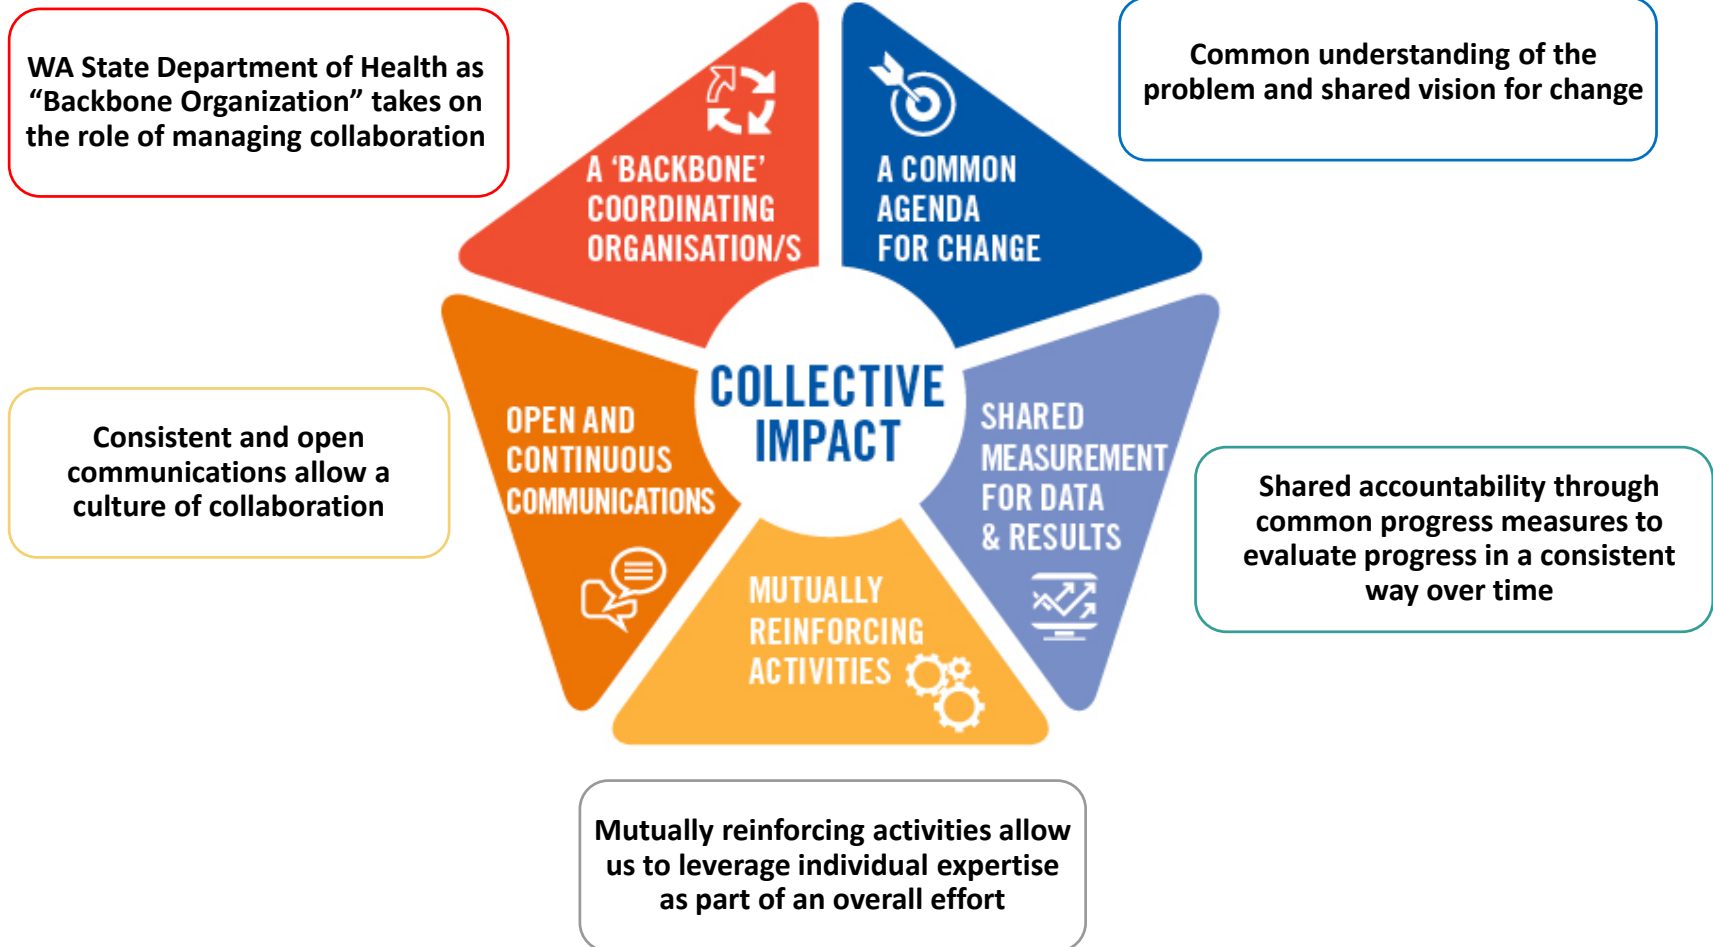 WA State Department of Health as
“Backbone Organization” takes on
the role of managing collaboration
Common understanding of the
problem and shared vision for change
A ‘BACKBONE’
COORDINATING
ORGANISATION/S
A COMMON
AGENDA
FOR CHANGE
COLLECTIVE
IMPACT
OPEN AND
CONTINUOUS
COMMUNICATIONS
SHARED
MEASUREMENT
FOR DATA
& RESULTS
Consistent and open
communications allow a
culture of collaboration
Shared accountability through
common progress measures to
evaluate progress in a consistent
way over time
MUTUALLY
REINFORCING
ACTIVITIES
Mutually reinforcing activities allow
us to leverage individual expertise
as part of an overall effort